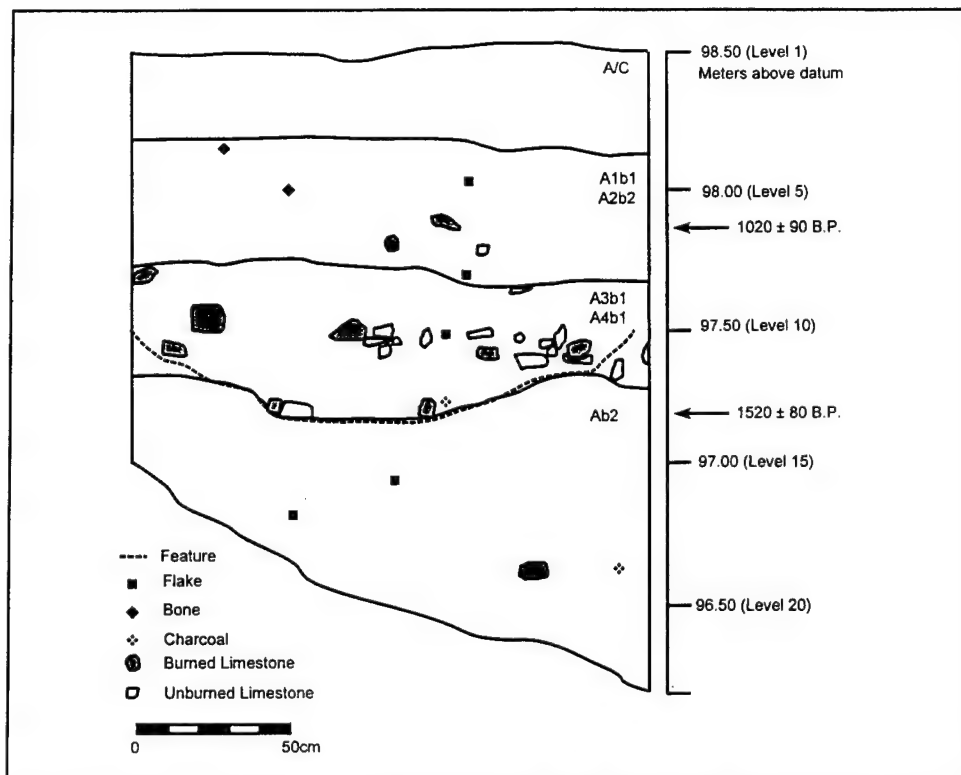 A/C
98.50 (Level 1)
Meters above datum
A1b1
A2b2
98.00 (Level 5)
1020 ± 90 B.P.
A3b1
A4b1
97.50 (Level 10)
Ab2
1520 ± 80 B.P.
97.00 (Level 15)
96.50 (Level 20)
Feature
Flake
Bone
Charcoal
Burned Limestone
Unburned Limestone
0 50cm